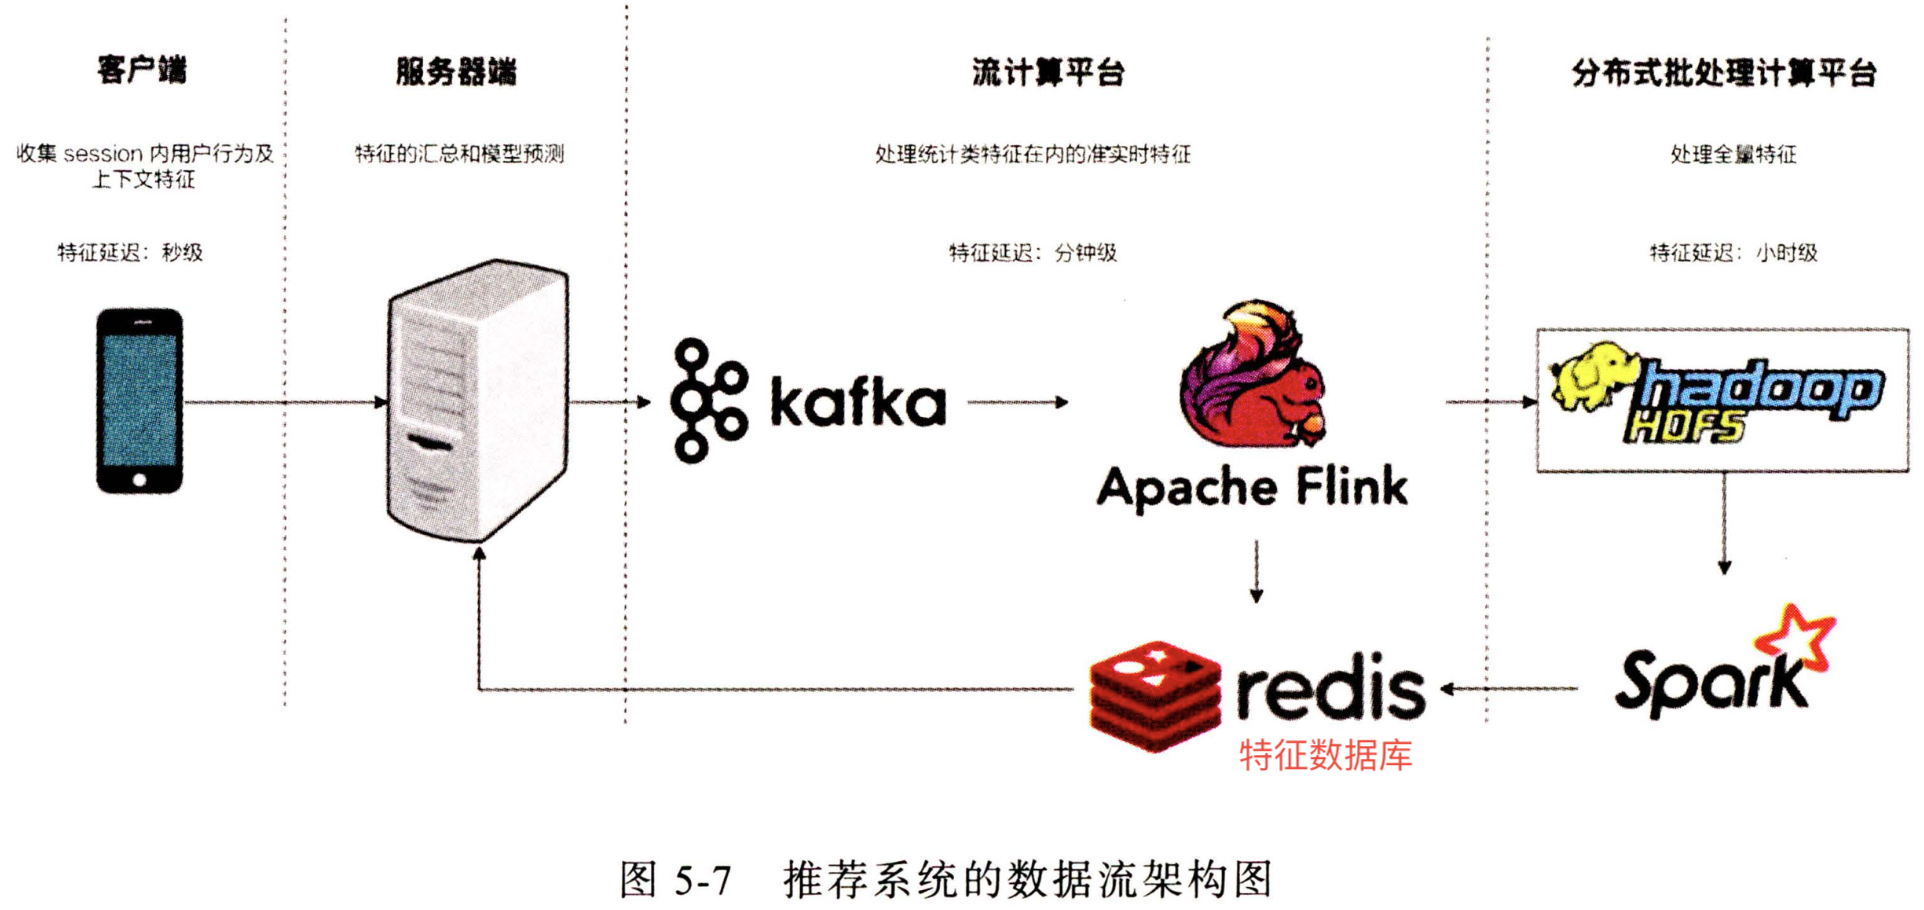 客户端
收集 session 内用户行为及
上下文特征
特征延迟：秒级
服务器端
特征的汇总和模型预测
流计算平台
处理统计类特征在内的准实时特征
特征延迟：分钟级
分布式批处理计算平台
处理全量特征
特征延迟：小时级
kafka
Apache Flink
hadoop
HDFS
redis
特征数据库
Spark
图 5-7 推荐系统的数据流架构图